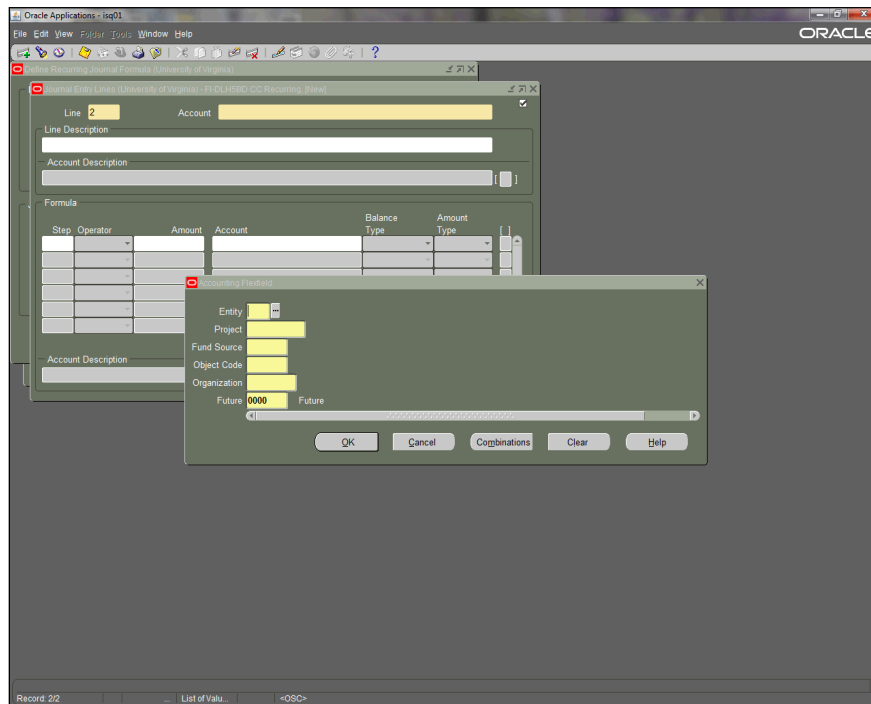 Oracle Applications - isq01
File Edit View Folder Tools Window Help
ORACLE
Define Recurring Journal Formula (University of Virginia)
Journal Entry Lines (University of Virginia) - FI-DLH5BD CC Recurring, [New]
Line 2 Account
Line Description
Account Description
[ ]
Formula
Balance Amount
Step Operator Amount Account Type Type [ ]
Accounting Flexfield
Entity ...
Project
Fund Source
Object Code
Organization
Future 0000 Future
Account Description
OK Cancel Combinations Clear Help
Record: 2/2 ... List of Valu... <OSC>